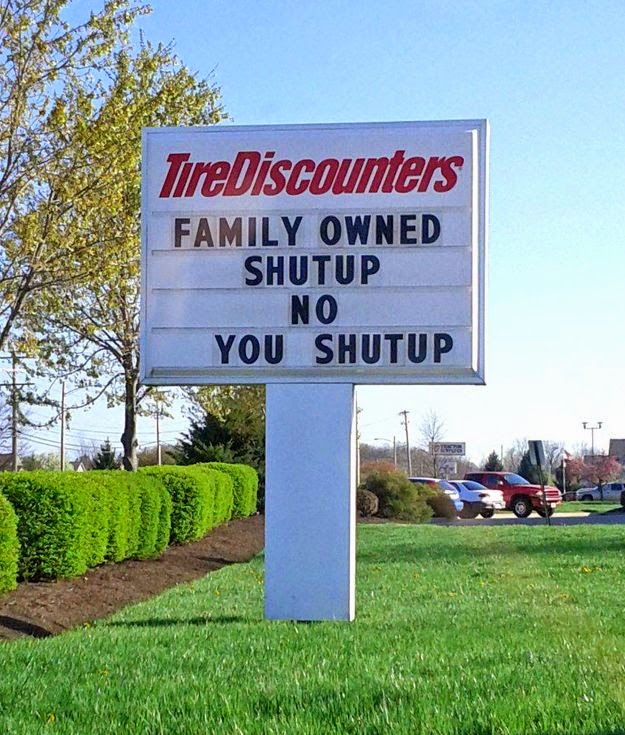 TireDiscounters
FAMILY OWNED
SHUTUP
NO
YOU SHUTUP